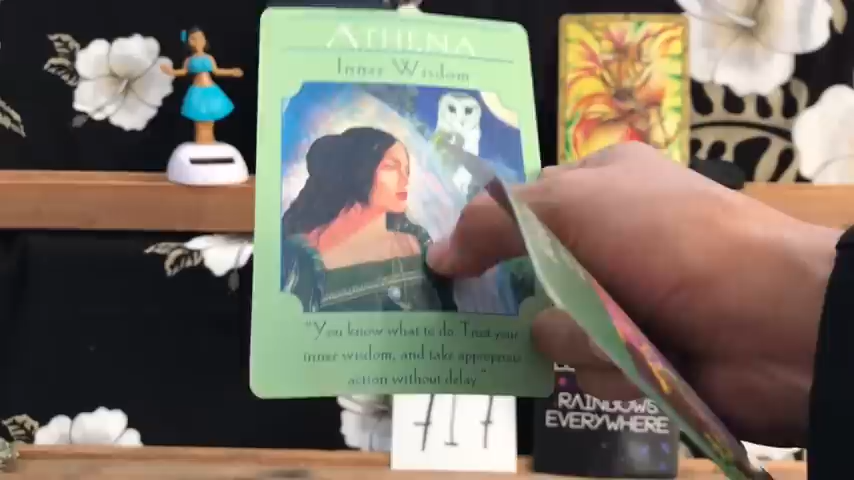 ATHENA
Inner Wisdom
"You know what to do. Trust your
inner wisdom, and take appropriate
action without delay."
717
RAINBOWS
EVERYWHERE